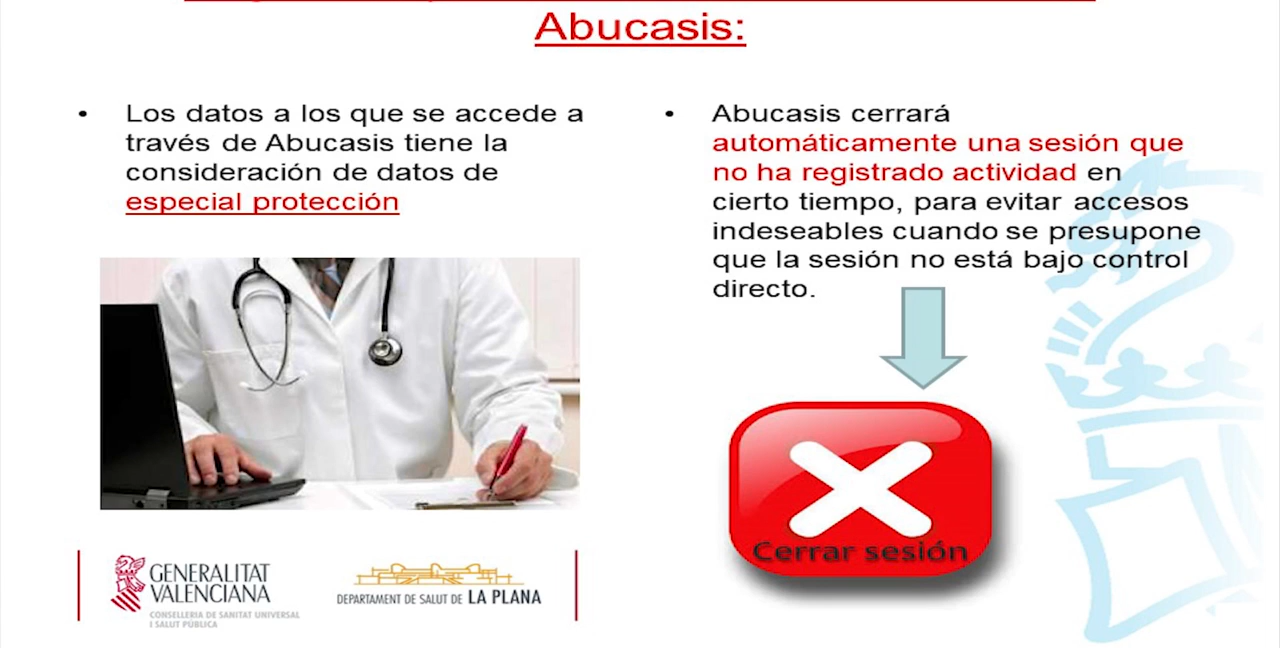 Abucasis:
• Los datos a los que se accede a
través de Abucasis tiene la
consideración de datos de
especial protección
• Abucasis cerrará
automáticamente una sesión que
no ha registrado actividad en
cierto tiempo, para evitar accesos
indeseables cuando se presupone
que la sesión no está bajo control
directo.
Cerrar sesión
GENERALITAT
VALENCIANA
CONSELLERIA DE SANITAT UNIVERSAL
I SALUT PÚBLICA
DEPARTAMENT DE SALUT DE LA PLANA